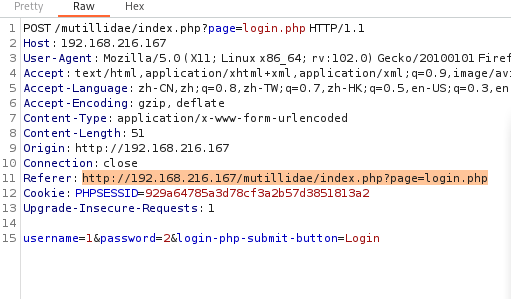 Pretty Raw Hex
1 POST /mutillidae/index.php?page=login.php HTTP/1.1
2 Host: 192.168.216.167
3 User-Agent: Mozilla/5.0 (X11; Linux x86_64; rv:102.0) Gecko/20100101 Firef
4 Accept: text/html,application/xhtml+xml,application/xml;q=0.9,image/avi
5 Accept-Language: zh-CN,zh;q=0.8,zh-TW;q=0.7,zh-HK;q=0.5,en-US;q=0.3,en
6 Accept-Encoding: gzip, deflate
7 Content-Type: application/x-www-form-urlencoded
8 Content-Length: 51
9 Origin: http://192.168.216.167
10 Connection: close
11 Referer: http://192.168.216.167/mutillidae/index.php?page=login.php
12 Cookie: PHPSESSID=929a64785a3d78cf3a2b57d3851813a2
13 Upgrade-Insecure-Requests: 1
14
15 username=1&password=2&login-php-submit-button=Login